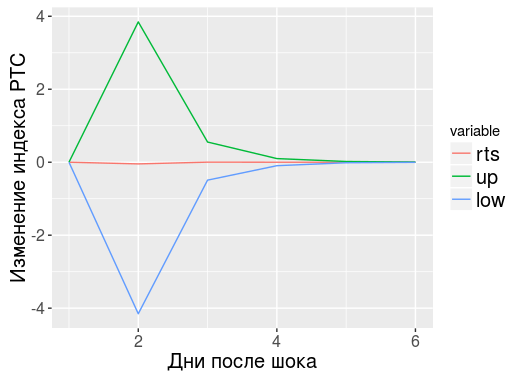 Изменение индекса РТС
4
2
0
-2
-4
2
4
6
Дни после шока
variable
rts
up
low